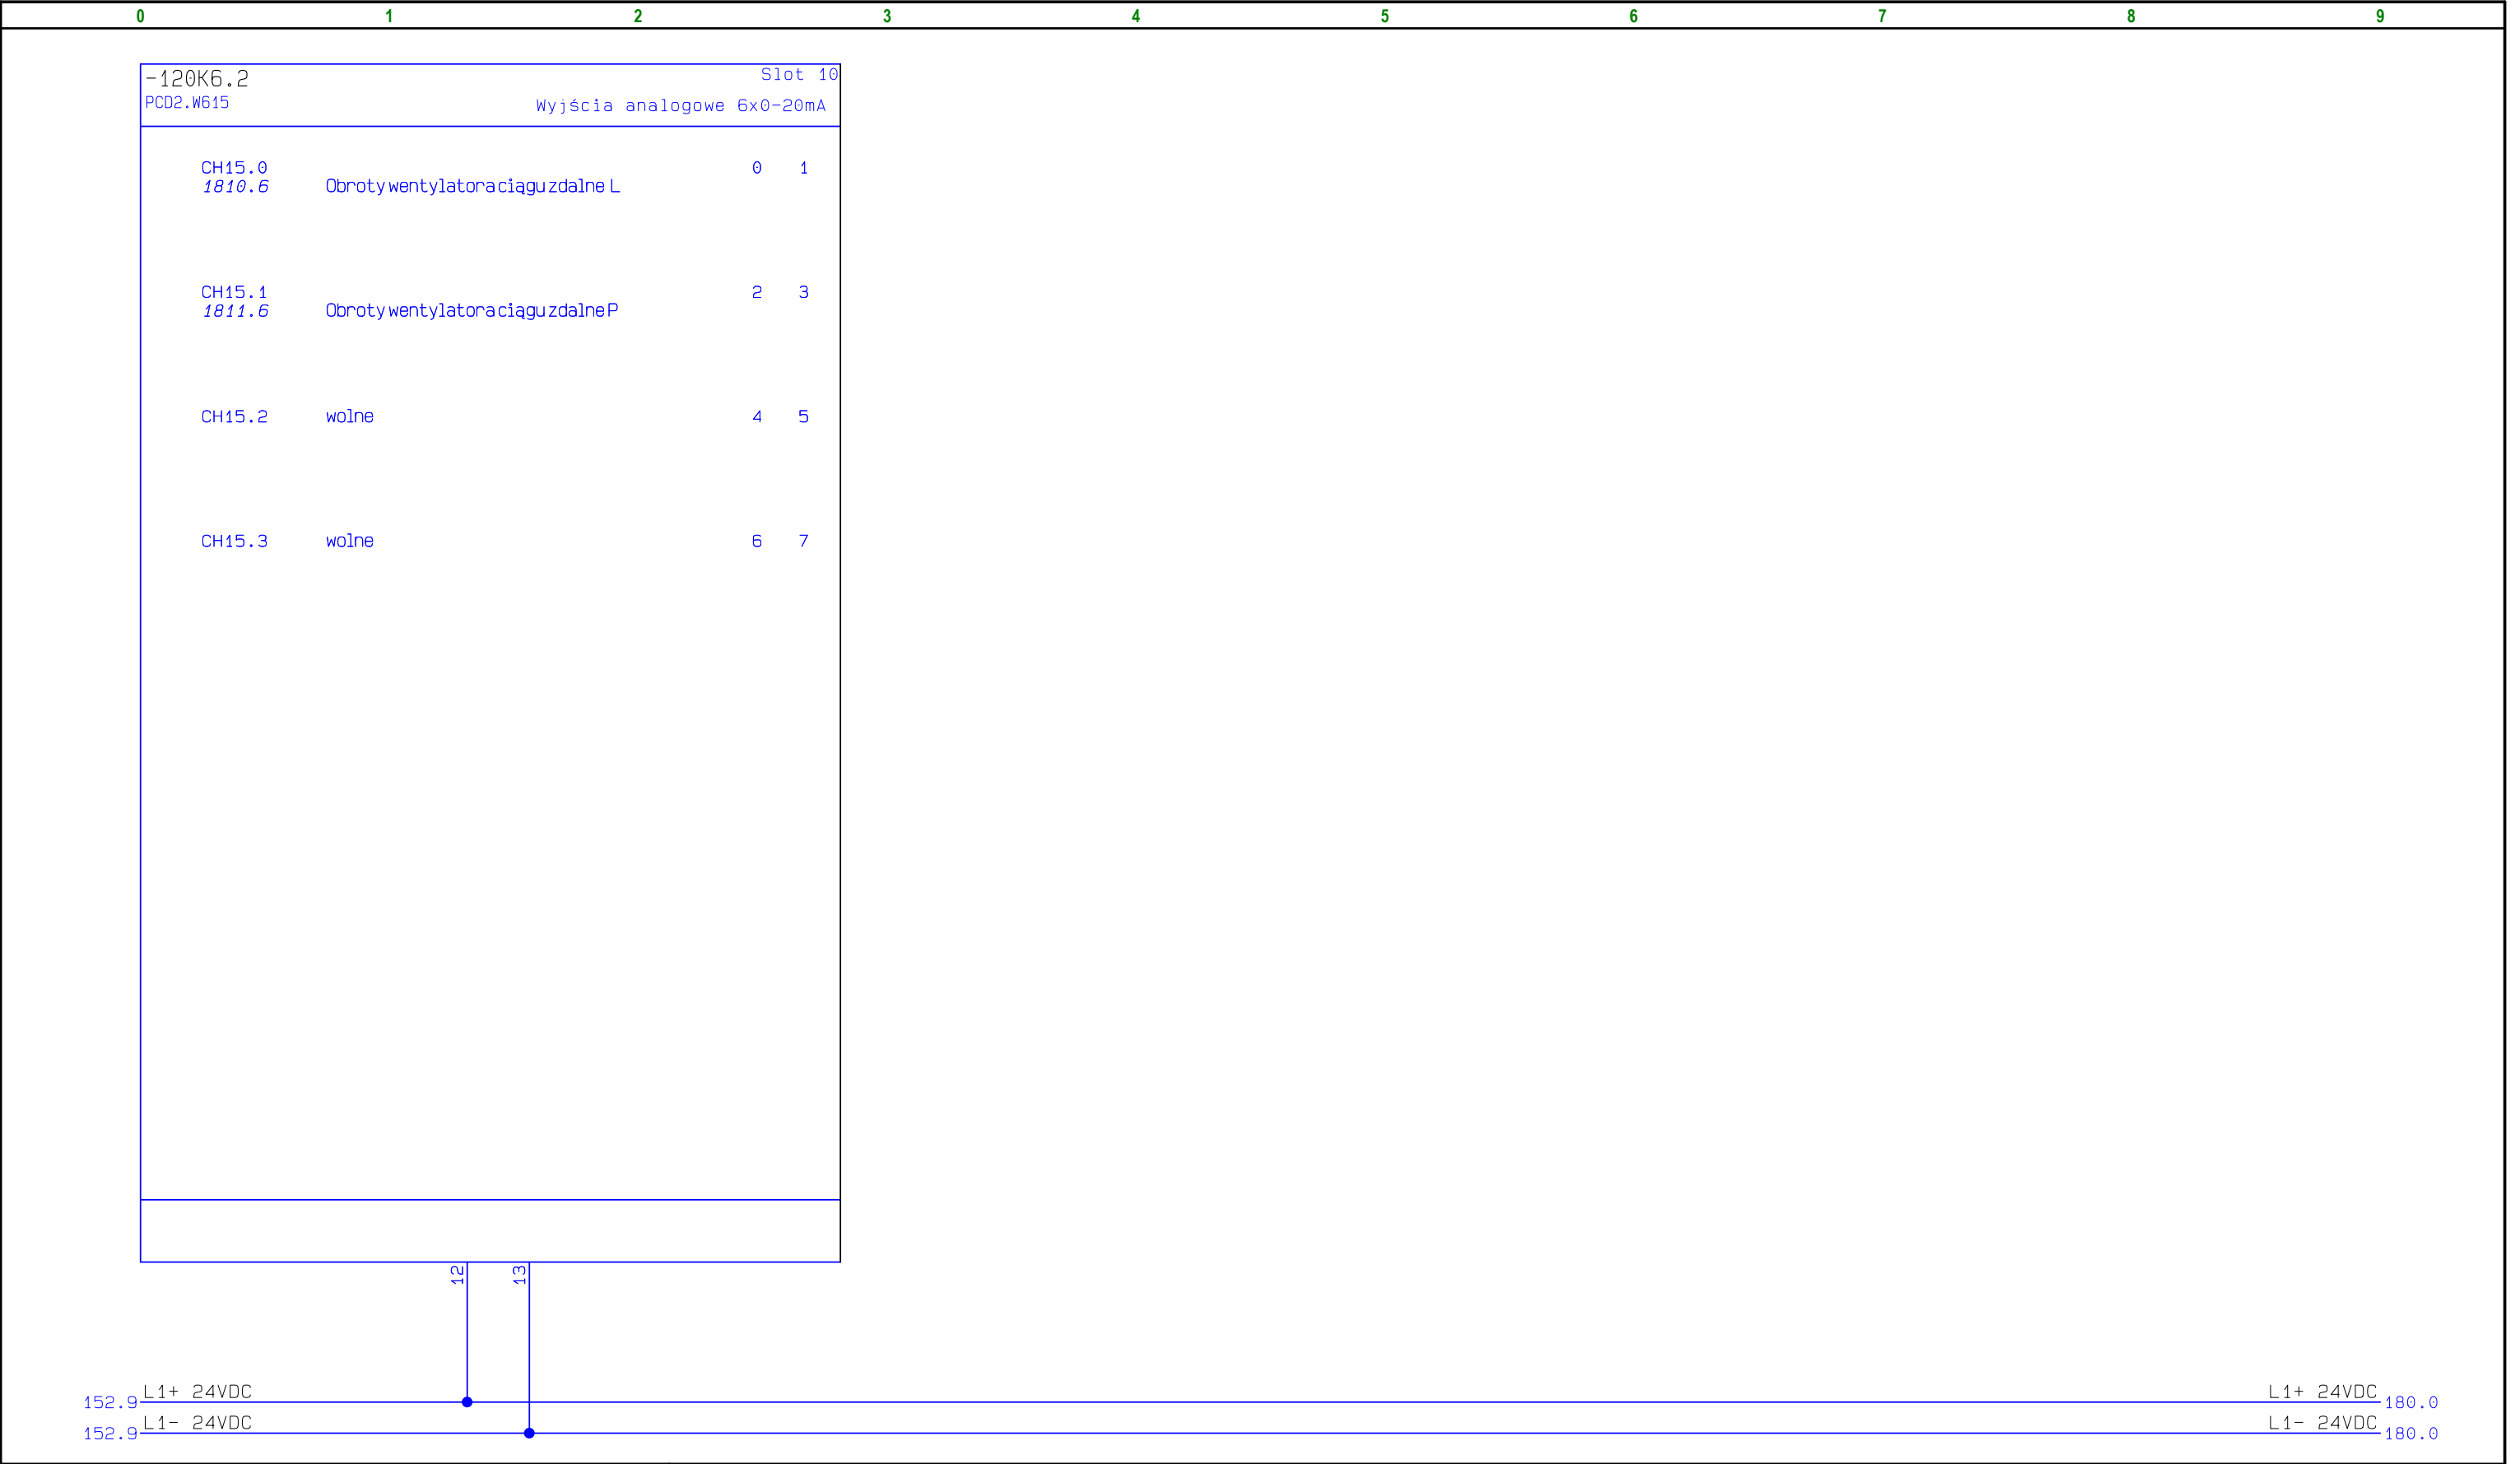 0 1 2 3 4 5 6 7 8 9
-120K6.2 Slot 10
PCD2.W615 Wyjścia analogowe 6x0-20mA
CH15.0 0 1
1810.6 Obroty wentylatora ciągu zdalne L
CH15.1 2 3
1811.6 Obroty wentylatora ciągu zdalne P
CH15.2 wolne 4 5
CH15.3 wolne 6 7
12 13
L1+ 24VDC L1+ 24VDC
152.9 180.0
L1- 24VDC L1- 24VDC
152.9 180.0